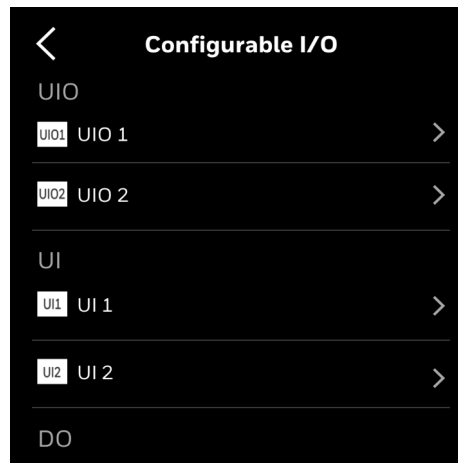 Configurable I/O
UIO
UIO1 UIO 1
UIO2 UIO 2
UI
UI1 UI 1
UI2 UI 2
DO